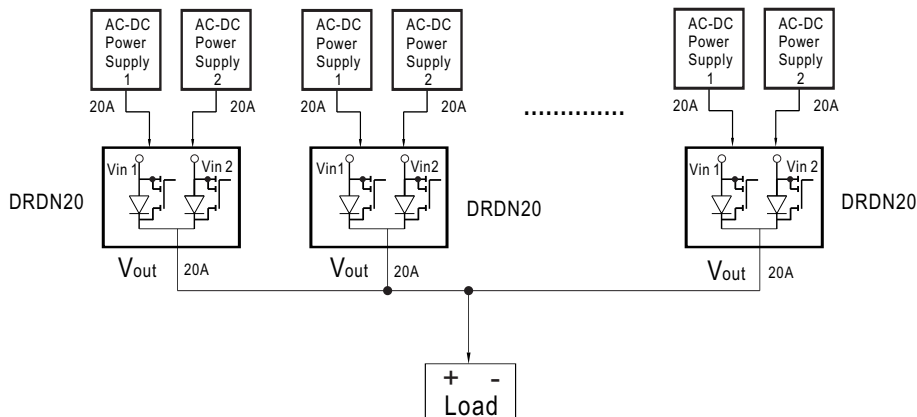 AC-DC
Power
Supply
1
AC-DC
Power
Supply
2
AC-DC
Power
Supply
1
AC-DC
Power
Supply
2
AC-DC
Power
Supply
1
AC-DC
Power
Supply
2
20A
20A
20A
20A
20A
20A
..............
Vin 1
Vin 2
Vin1
Vin2
Vin 1
Vin 2
DRDN20
DRDN20
DRDN20
Vout
20A
Vout
20A
Vout
20A
+ -
Load